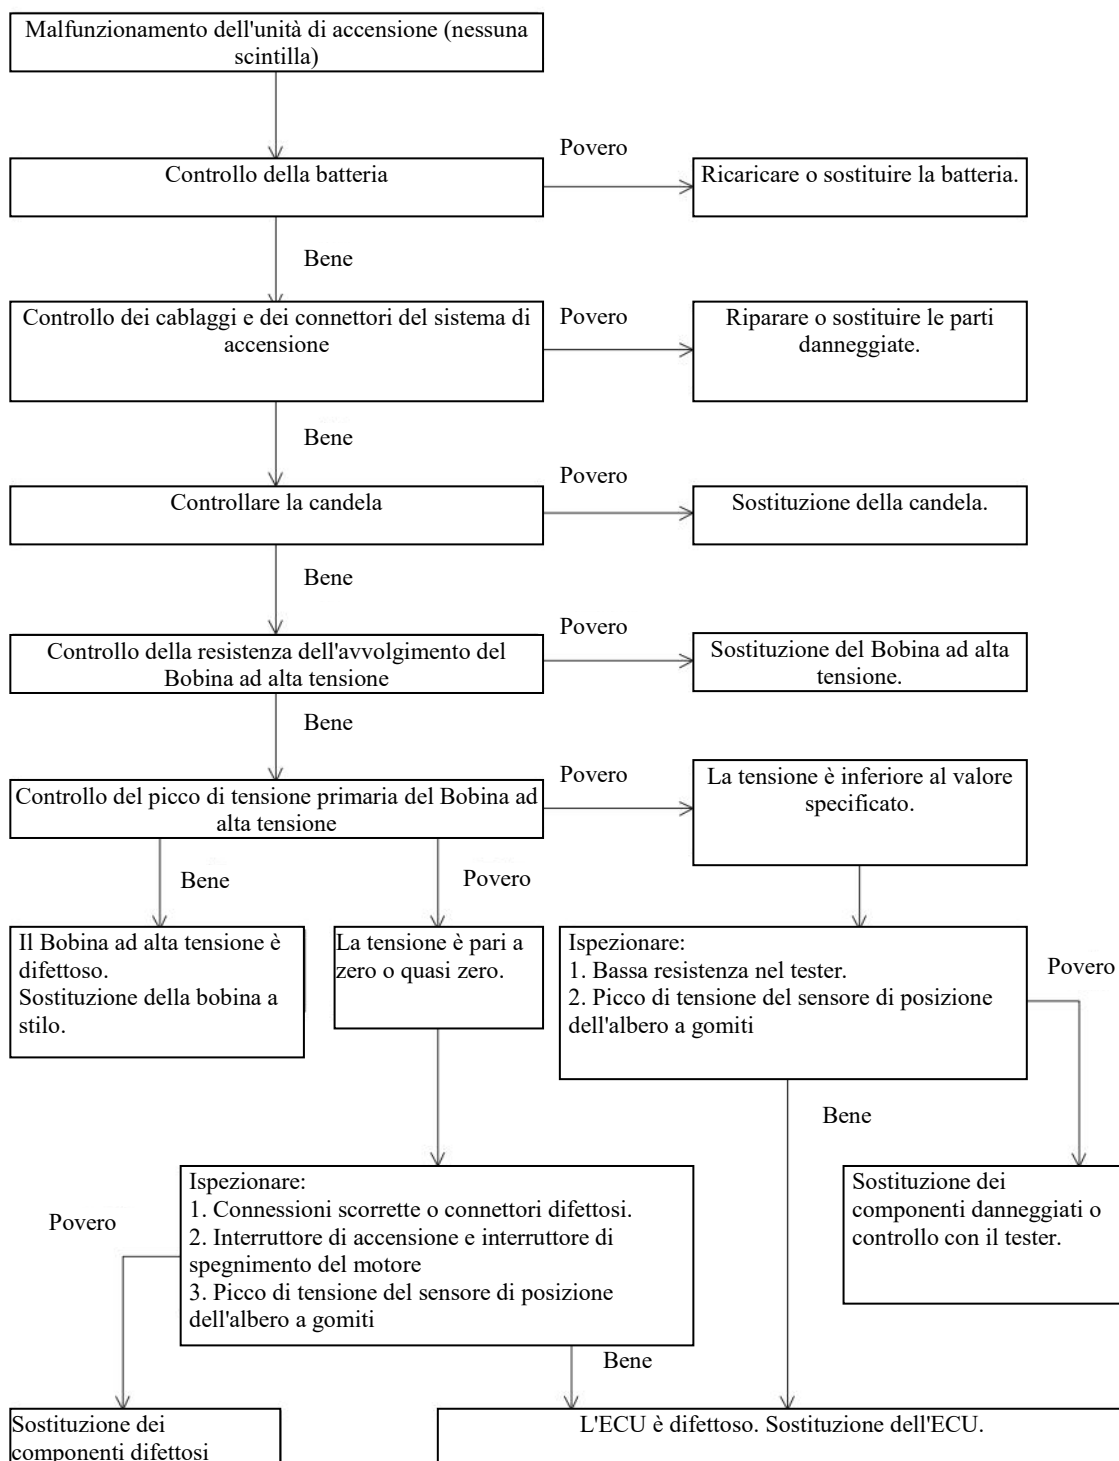 Malfunzionamento dell'unità di accensione (nessuna
scintilla)
Povero
Controllo della batteria
Ricaricare o sostituire la batteria.
Bene
Controllo dei cablaggi e dei connettori del sistema di
accensione
Povero
Riparare o sostituire le parti
danneggiate.
Bene
Povero
Controllare la candela
Sostituzione della candela.
Bene
Povero
Controllo della resistenza dell'avvolgimento del
Bobina ad alta tensione
Sostituzione del Bobina ad alta
tensione.
Bene
Povero
Controllo del picco di tensione primaria del Bobina ad
alta tensione
La tensione è inferiore al valore
specificato.
Bene
Povero
Il Bobina ad alta tensione è
difettoso.
Sostituzione della bobina a
stilo.
La tensione è pari a
zero o quasi zero.
Ispezionare:
1. Bassa resistenza nel tester.
2. Picco di tensione del sensore di posizione
dell'albero a gomiti
Povero
Bene
Ispezionare:
1. Connessioni scorrette o connettori difettosi.
2. Interruttore di accensione e interruttore di
spegnimento del motore
3. Picco di tensione del sensore di posizione
dell'albero a gomiti
Povero
Sostituzione dei
componenti danneggiati o
controllo con il tester.
Bene
Sostituzione dei
componenti difettosi
L'ECU è difettoso. Sostituzione dell'ECU.